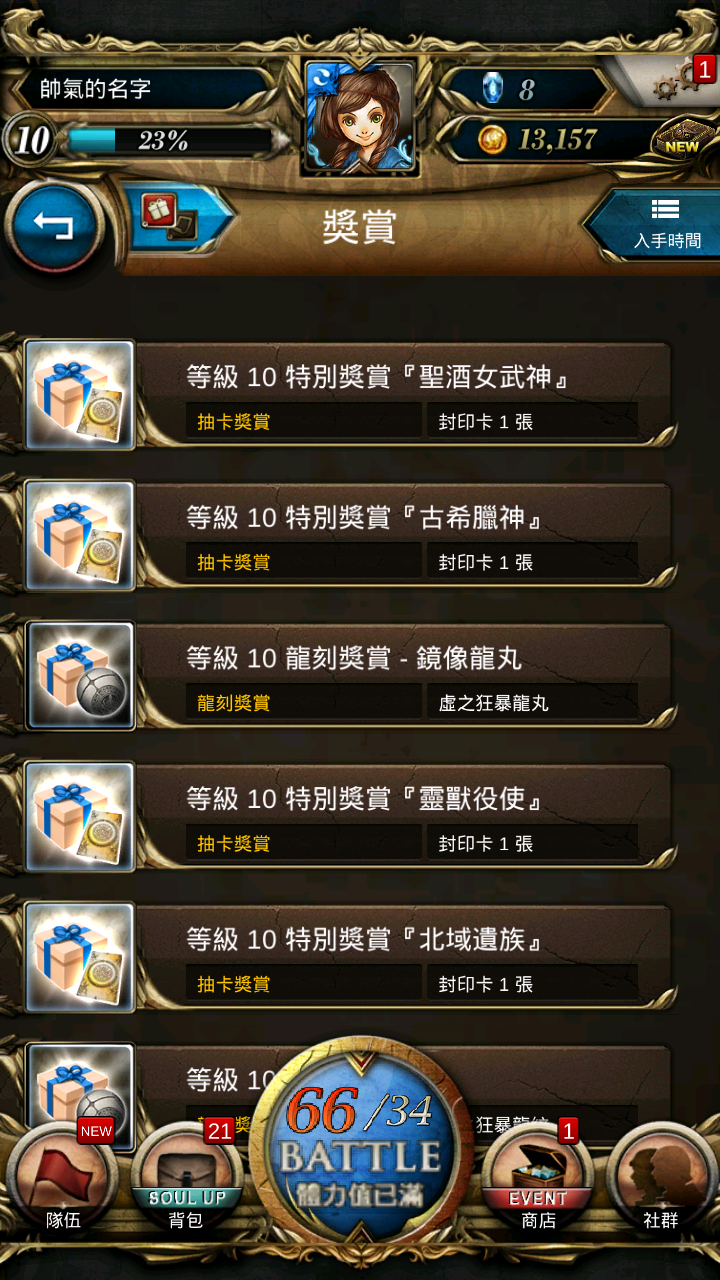 帥氣的名字
8
1
10
23%
13,157
NEW
獎賞
入手時間
等級 10 特別獎賞『聖酒女武神』
抽卡獎賞
封印卡 1 張
等級 10 特別獎賞『古希臘神』
抽卡獎賞
封印卡 1 張
等級 10 龍刻獎賞 - 鏡像龍丸
龍刻獎賞
虛之狂暴龍丸
等級 10 特別獎賞『靈獸役使』
抽卡獎賞
封印卡 1 張
等級 10 特別獎賞『北域遺族』
抽卡獎賞
封印卡 1 張
等級 10
狂暴龍
66/34
BATTLE
體力值已滿
NEW
隊伍
21
SOUL UP
背包
1
EVENT
商店
社群